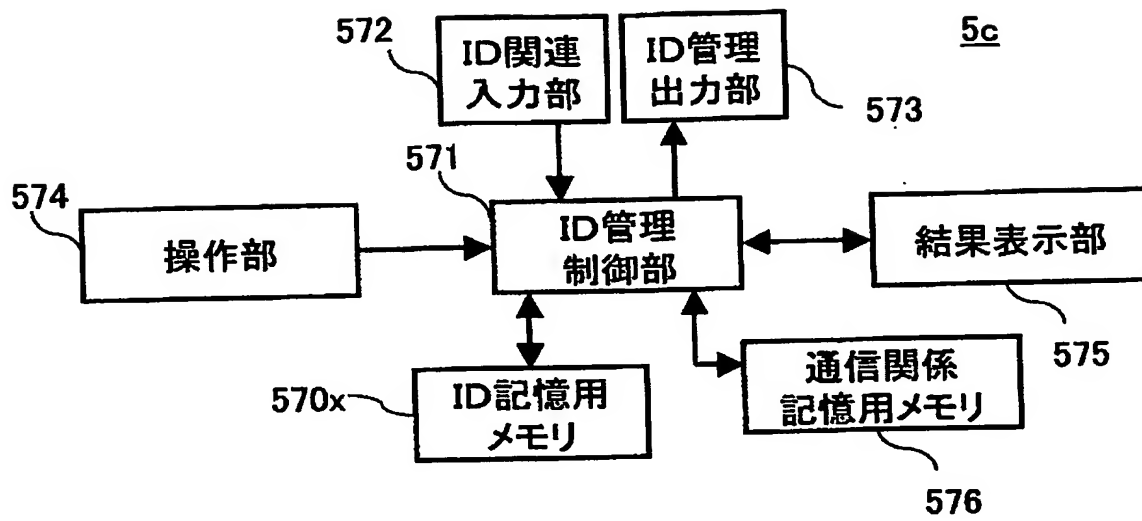 5c
572
ID関連
入力部
ID管理
出力部
573
571
574
操作部
ID管理
制御部
結果表示部
575
570x
ID記憶用
メモリ
通信関係
記憶用メモリ
576